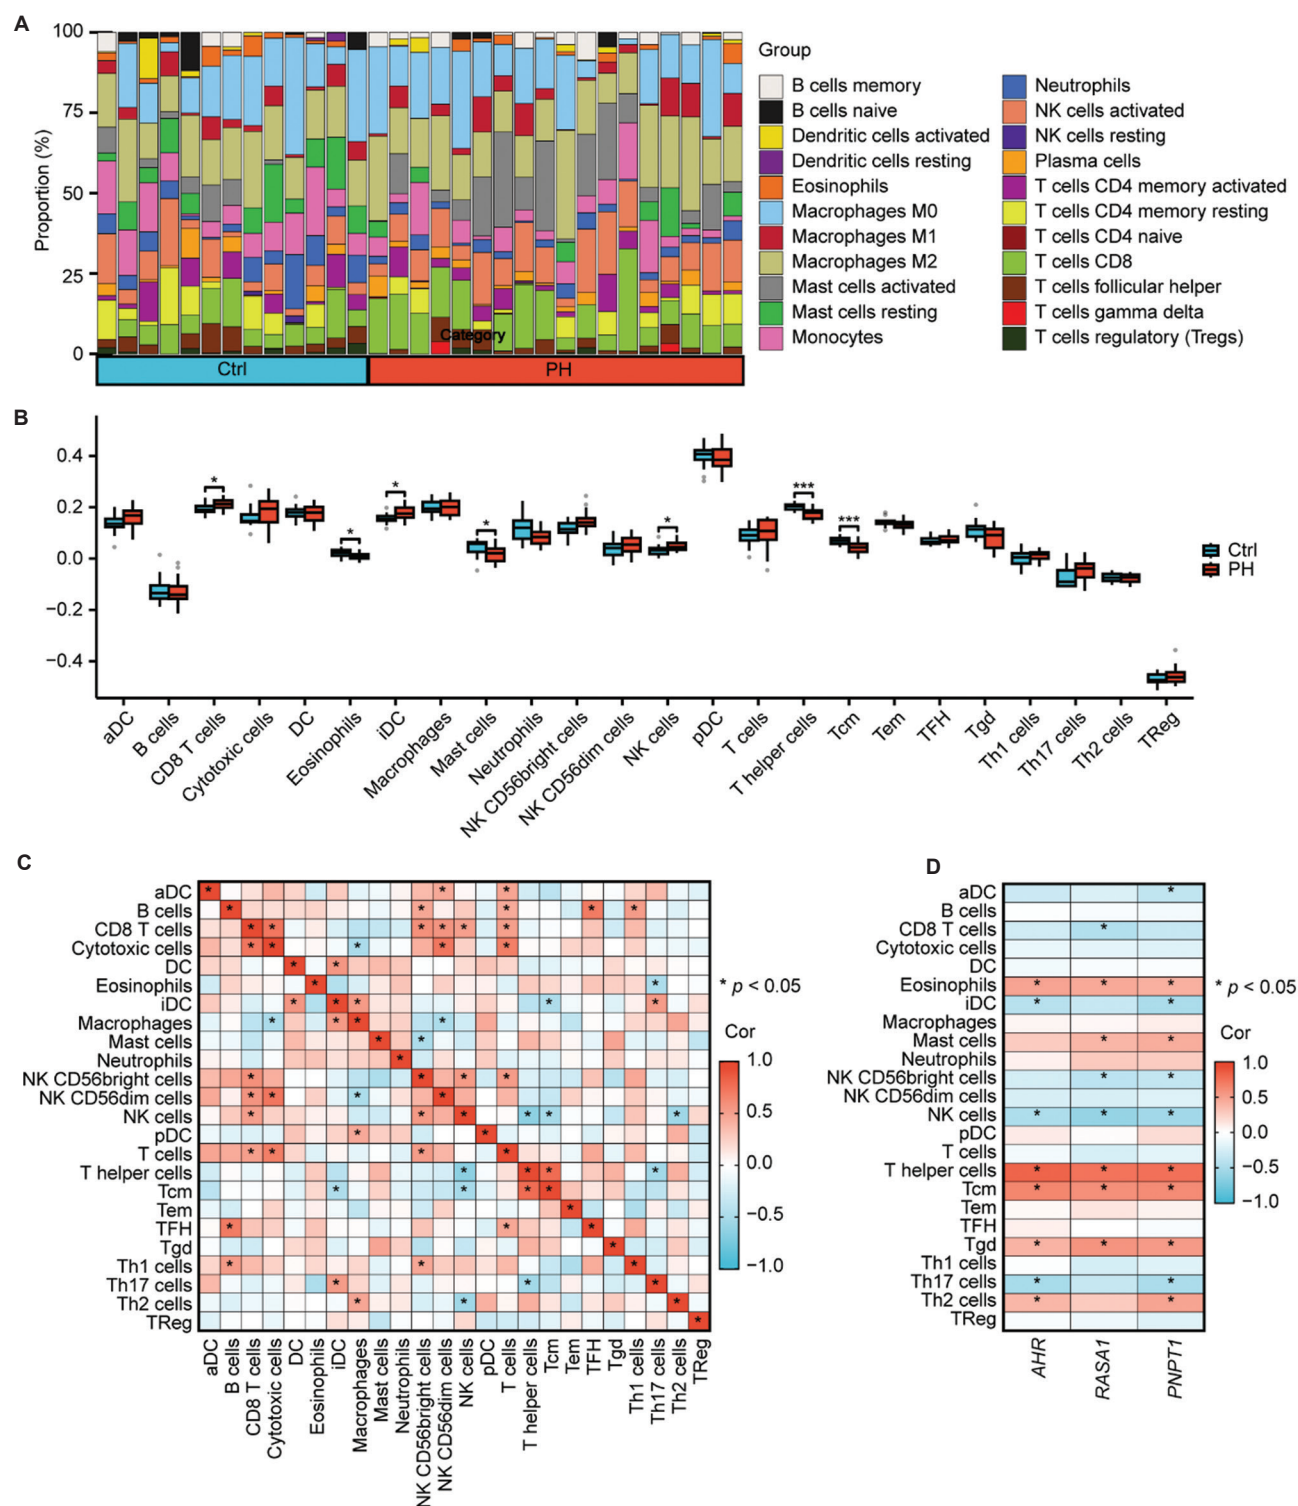 A
100
75
50
25
0
Proportion (%)
Category
Ctrl
PH
Group
B cells memory
B cells naive
Dendritic cells activated
Dendritic cells resting
Eosinophils
Macrophages M0
Macrophages M1
Macrophages M2
Mast cells activated
Mast cells resting
Monocytes
Neutrophils
NK cells activated
NK cells resting
Plasma cells
T cells CD4 memory activated
T cells CD4 memory resting
T cells CD4 naive
T cells CD8
T cells follicular helper
T cells gamma delta
T cells regulatory (Tregs)
B
0.4
0.2
0.0
−0.2
−0.4
*
*
*
*
*
***
***
Ctrl
PH
aDC
B cells
CD8 T cells
Cytotoxic cells
DC
Eosinophils
iDC
Macrophages
Mast cells
Neutrophils
NK CD56bright cells
NK CD56dim cells
NK cells
pDC
T cells
T helper cells
Tcm
Tem
TFH
Tgd
Th1 cells
Th17 cells
Th2 cells
TReg
C
aDC
B cells
CD8 T cells
Cytotoxic cells
DC
Eosinophils
iDC
Macrophages
Mast cells
Neutrophils
NK CD56bright cells
NK CD56dim cells
NK cells
pDC
T cells
T helper cells
Tcm
Tem
TFH
Tgd
Th1 cells
Th17 cells
Th2 cells
TReg
aDC
B cells
CD8 T cells
Cytotoxic cells
DC
Eosinophils
iDC
Macrophages
Mast cells
Neutrophils
NK CD56bright cells
NK CD56dim cells
NK cells
pDC
T cells
T helper cells
Tcm
Tem
TFH
Tgd
Th1 cells
Th17 cells
Th2 cells
TReg
* p < 0.05
Cor
1.0
0.5
0.0
−0.5
−1.0
D
aDC
B cells
CD8 T cells
Cytotoxic cells
DC
Eosinophils
iDC
Macrophages
Mast cells
Neutrophils
NK CD56bright cells
NK CD56dim cells
NK cells
pDC
T cells
T helper cells
Tcm
Tem
TFH
Tgd
Th1 cells
Th17 cells
Th2 cells
TReg
AHR
RASA1
PNPT1
* p < 0.05
Cor
1.0
0.5
0.0
−0.5
−1.0